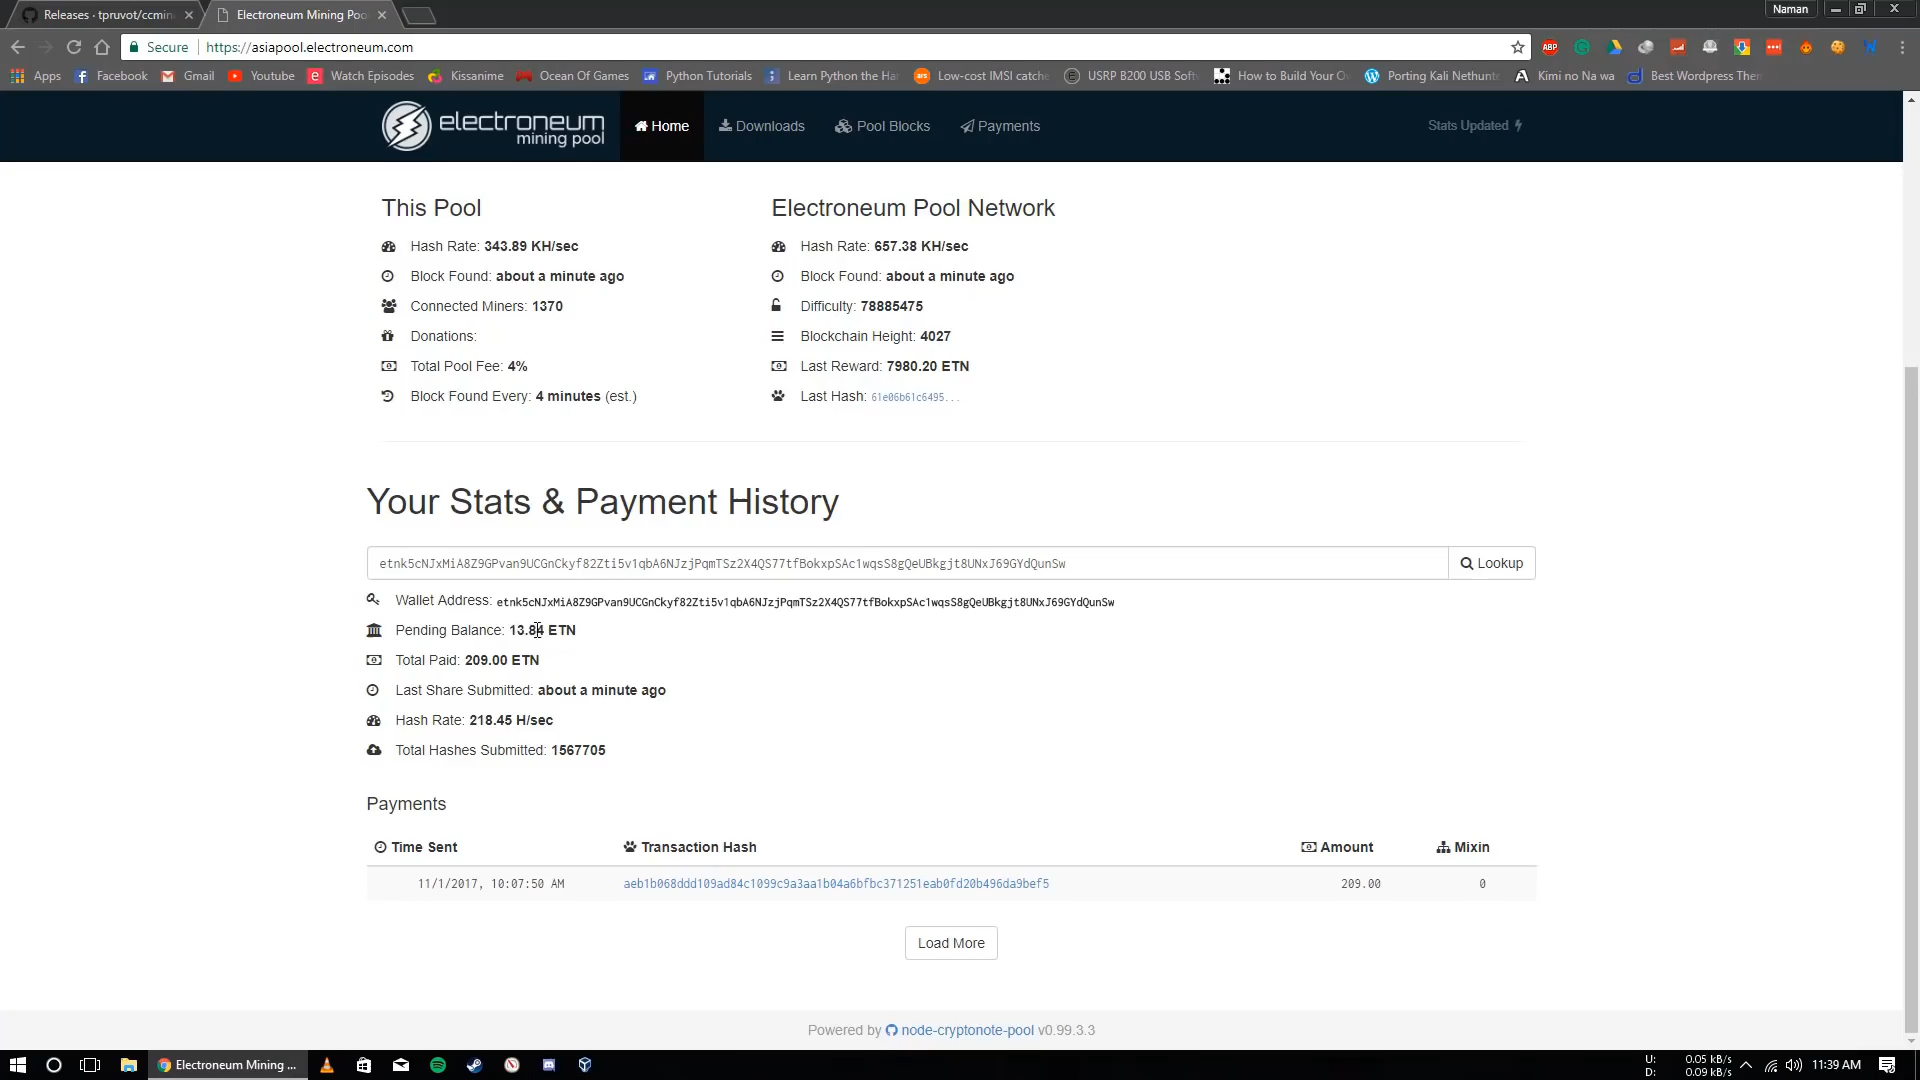 Releases · tpruvot/ccmin
Electroneum Mining Poo
Naman
Secure
https://asiapool.electroneum.com
ABP
Apps
Facebook
Gmail
Youtube
Watch Episodes
Kissanime
Ocean Of Games
Python Tutorials
Learn Python the Ha
Low-cost IMSI catche
USRP B200 USB Soft
How to Build Your O
Porting Kali Nethunt
Kimi no Na wa
Best Wordpress The
electroneum
mining pool
Home
Downloads
Pool Blocks
Payments
Stats Updated
This Pool
Hash Rate: 343.89 KH/sec
Block Found: about a minute ago
Connected Miners: 1370
Donations:
Total Pool Fee: 4%
Block Found Every: 4 minutes (est.)
Electroneum Pool Network
Hash Rate: 657.38 KH/sec
Block Found: about a minute ago
Difficulty: 78885475
Blockchain Height: 4027
Last Reward: 7980.20 ETN
Last Hash: 61e06b61c6495...
Your Stats & Payment History
etnk5cNJxMiA8Z9GPvan9UCGnCkyf82Zti5v1qbA6NJzjPqmTSz2X4QS77tfBokxpSAc1wqsS8gQeUBkgjt8UNxJ69GYdQunSw
Lookup
Wallet Address: etnk5cNJxMiA8Z9GPvan9UCGnCkyf82Zti5v1qbA6NJzjPqmTSz2X4QS77tfBokxpSAc1wqsS8gQeUBkgjt8UNxJ69GYdQunSw
Pending Balance: 13.84 ETN
Total Paid: 209.00 ETN
Last Share Submitted: about a minute ago
Hash Rate: 218.45 H/sec
Total Hashes Submitted: 1567705
Payments
Time Sent
Transaction Hash
Amount
Mixin
11/1/2017, 10:07:50 AM
aeb1b068ddd109ad84c1099c9a3aa1b04a6bfbc371251eab0fd20b496da9bef5
209.00
0
Load More
Powered by node-cryptonote-pool v0.99.3.3
Electroneum Mining ...
U: 0.05 kB/s
D: 0.09 kB/s
11:39 AM